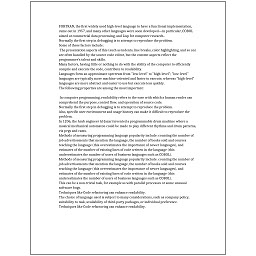 FORTRAN, the first widely used high-level language to have a functional implementation,
came out in 1957, and many other languages were soon developed—in particular, COBOL
aimed at commercial data processing, and Lisp for computer research.
Normally the first step in debugging is to attempt to reproduce the problem.
Some of these factors include:
The presentation aspects of this (such as indents, line breaks, color highlighting, and so on)
are often handled by the source code editor, but the content aspects reflect the
programmer's talent and skills.
Many factors, having little or nothing to do with the ability of the computer to efficiently
compile and execute the code, contribute to readability.
Languages form an approximate spectrum from "low-level" to "high-level"; "low-level"
languages are typically more machine-oriented and faster to execute, whereas "high-level"
languages are more abstract and easier to use but execute less quickly.
The following properties are among the most important:
In computer programming, readability refers to the ease with which a human reader can
comprehend the purpose, control flow, and operation of source code.
Normally the first step in debugging is to attempt to reproduce the problem.
Also, specific user environment and usage history can make it difficult to reproduce the
problem.
In 1206, the Arab engineer Al-Jazari invented a programmable drum machine where a
musical mechanical automaton could be made to play different rhythms and drum patterns,
via pegs and cams.
Methods of measuring programming language popularity include: counting the number of
job advertisements that mention the language, the number of books sold and courses
teaching the language (this overestimates the importance of newer languages), and
estimates of the number of existing lines of code written in the language (this
underestimates the number of users of business languages such as COBOL).
Methods of measuring programming language popularity include: counting the number of
job advertisements that mention the language, the number of books sold and courses
teaching the language (this overestimates the importance of newer languages), and
estimates of the number of existing lines of code written in the language (this
underestimates the number of users of business languages such as COBOL).
This can be a non-trivial task, for example as with parallel processes or some unusual
software bugs.
Techniques like Code refactoring can enhance readability.
The choice of language used is subject to many considerations, such as company policy,
suitability to task, availability of third-party packages, or individual preference.
Techniques like Code refactoring can enhance readability.